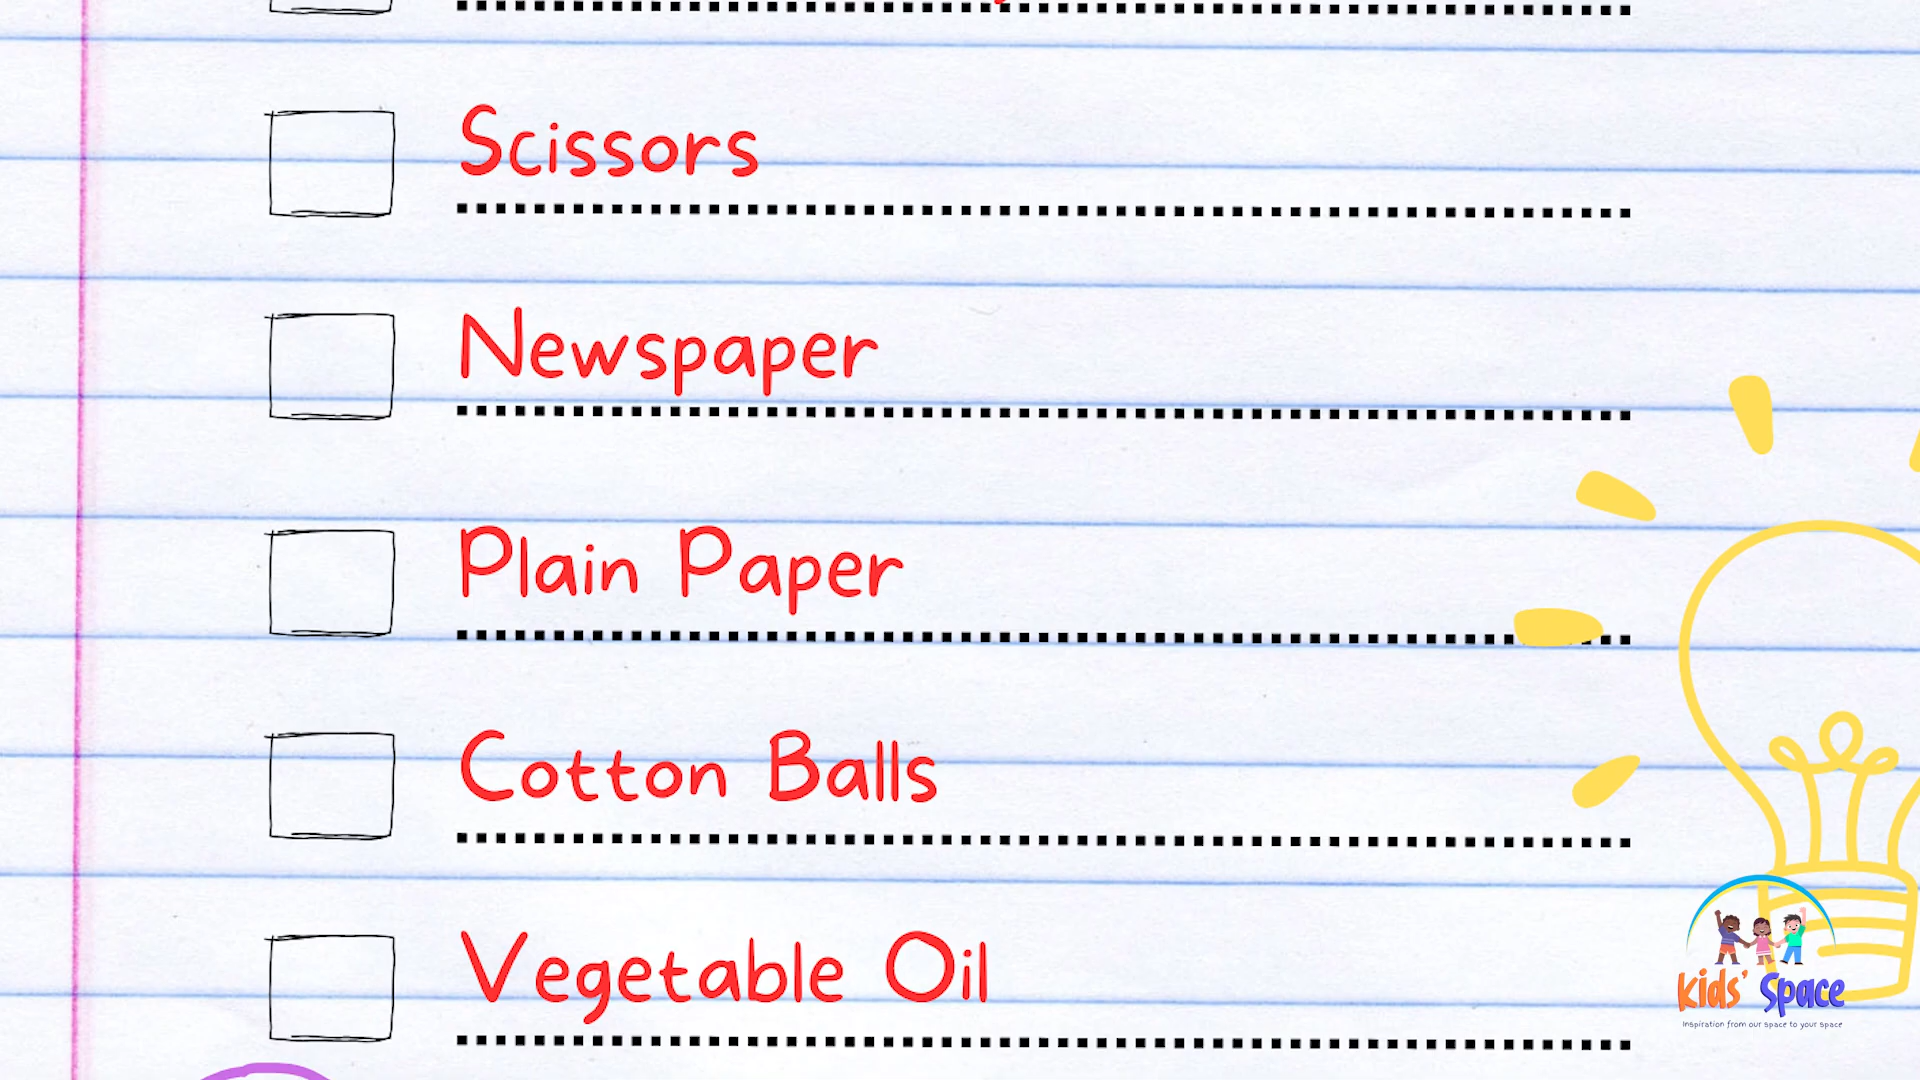 Scissors
Newspaper
Plain Paper
Cotton Balls
Vegetable Oil
Kids' Space
Inspiration from our space to your space